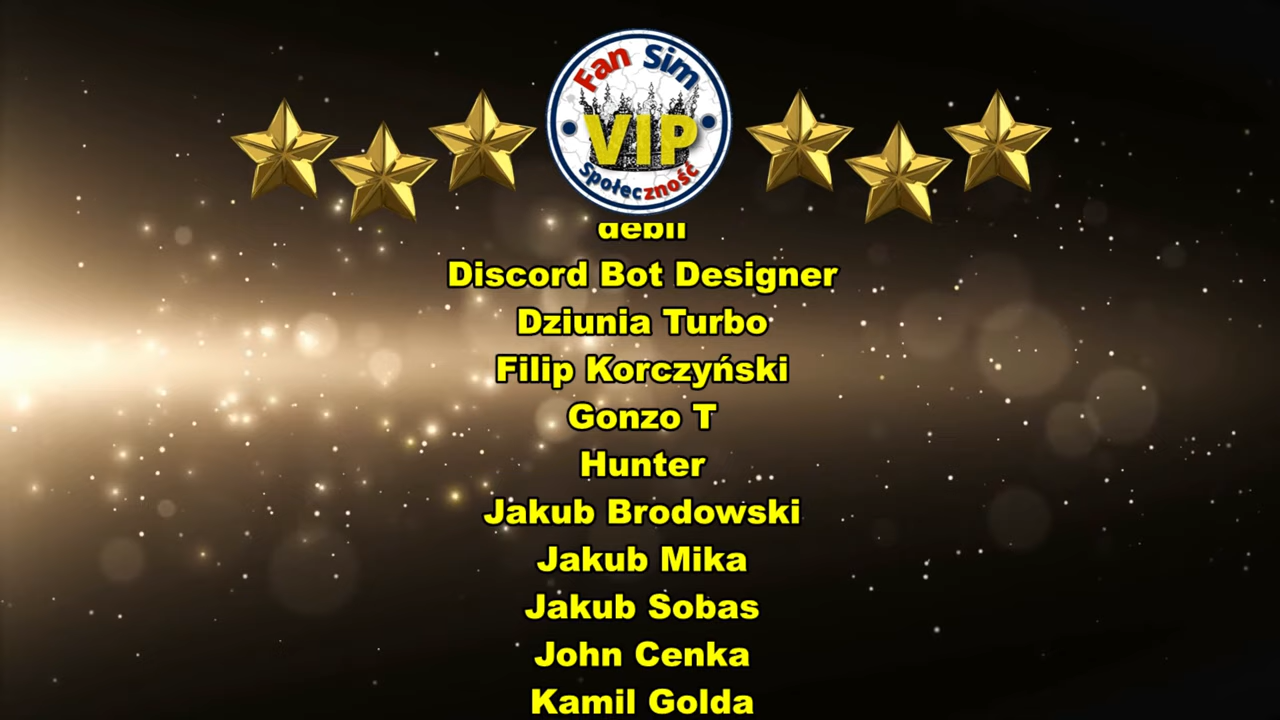 Fan Sim
VIP
Społeczność
debil
Discord Bot Designer
Dziunia Turbo
Filip Korczyński
Gonzo T
Hunter
Jakub Brodowski
Jakub Mika
Jakub Sobas
John Cenka
Kamil Golda